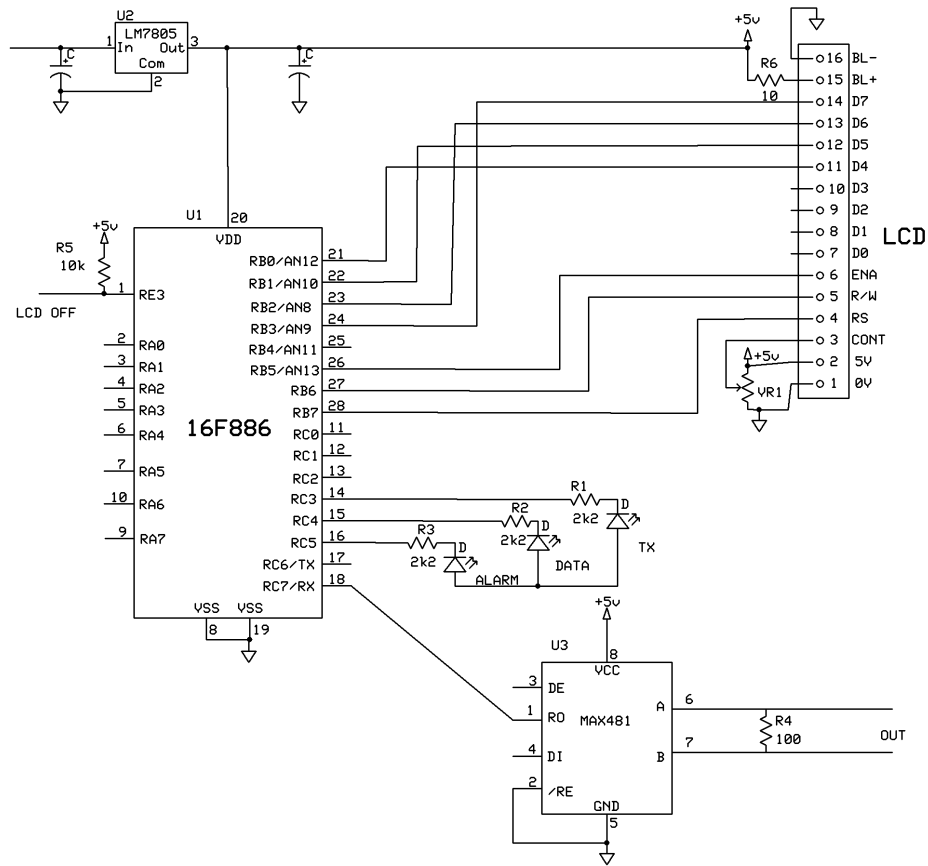 U2
LM7805
1 In Out 3
Com
2
+ C
+ C
+5v
R6
10
16 BL-
15 BL+
14 D7
13 D6
12 D5
11 D4
10 D3
9 D2
8 D1
7 D0
6 ENA
5 R/W
4 RS
3 CONT
2 5V
1 0V
LCD
+5v
VR1
U1
20
VDD
+5v
R5
10k
1 RE3
LCD OFF
2 RA0
3 RA1
4 RA2
5 RA3
6 RA4
7 RA5
10 RA6
9 RA7
16F886
RB0/AN12 21
RB1/AN10 22
RB2/AN8 23
RB3/AN9 24
RB4/AN11 25
RB5/AN13 26
RB6 27
RB7 28
RC0 11
RC1 12
RC2 13
RC3 14
RC4 15
RC5 16
RC6/TX 17
RC7/RX 18
VSS VSS
8 19
R1
2k2
D
TX
R2
2k2
D
DATA
R3
2k2
D
ALARM
+5v
U3
8
VCC
3 DE
1 RO
MAX481
4 DI
2 /RE
GND
5
A 6
B 7
R4
100
OUT